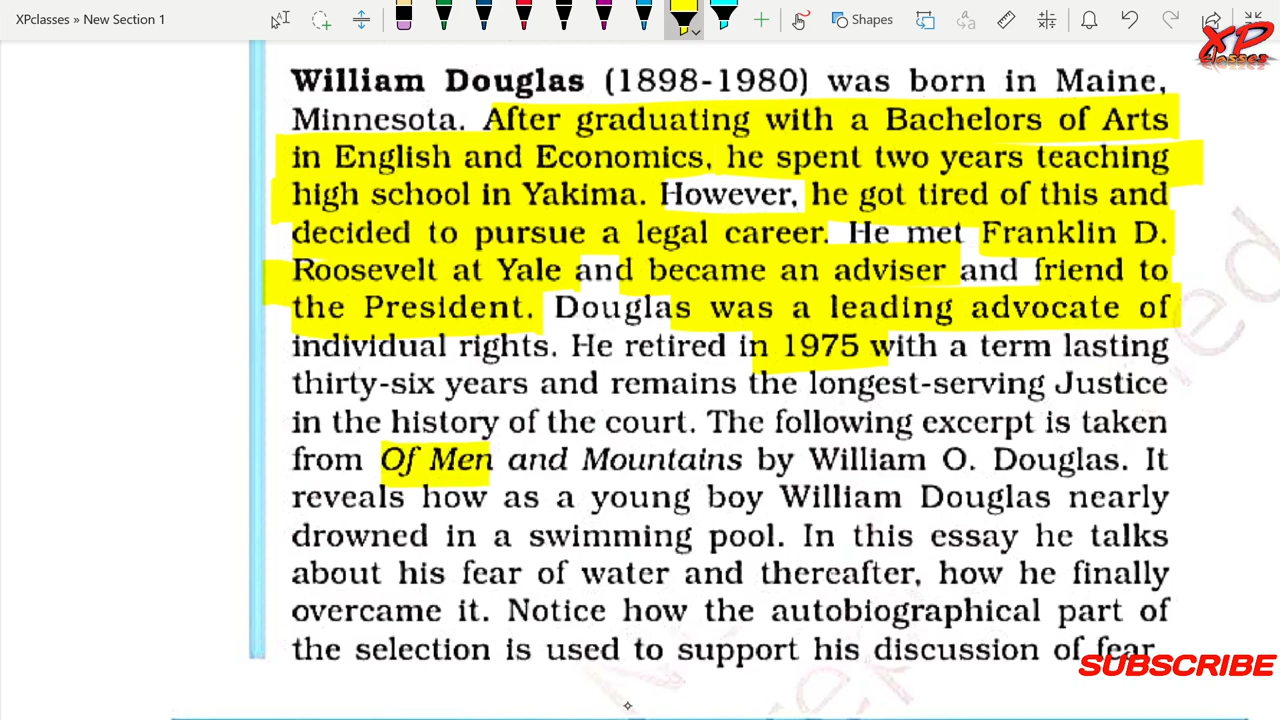 XPclasses » New Section 1
Shapes
XP
classes
William Douglas (1898-1980) was born in Maine,
Minnesota. After graduating with a Bachelors of Arts
in English and Economics, he spent two years teaching
high school in Yakima. However, he got tired of this and
decided to pursue a legal career. He met Franklin D.
Roosevelt at Yale and became an adviser and friend to
the President. Douglas was a leading advocate of
individual rights. He retired in 1975 with a term lasting
thirty-six years and remains the longest-serving Justice
in the history of the court. The following excerpt is taken
from Of Men and Mountains by William O. Douglas. It
reveals how as a young boy William Douglas nearly
drowned in a swimming pool. In this essay he talks
about his fear of water and thereafter, how he finally
overcame it. Notice how the autobiographical part of
the selection is used to support his discussion of fear.
SUBSCRIBE